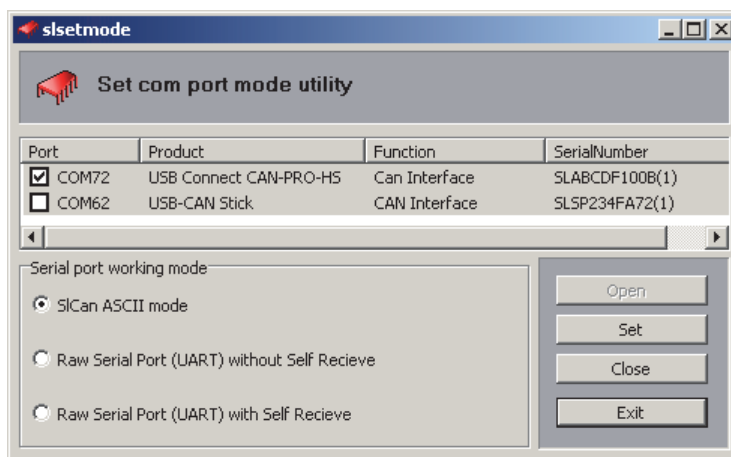 slsetmode
Set com port mode utility
Port Product Function SerialNumber
COM72 USB Connect CAN-PRO-HS Can Interface SLABCDF100B(1)
COM62 USB-CAN Stick CAN Interface SLSP234FA72(1)
Serial port working mode
SlCan ASCII mode
Raw Serial Port (UART) without Self Recieve
Raw Serial Port (UART) with Self Recieve
Open
Set
Close
Exit